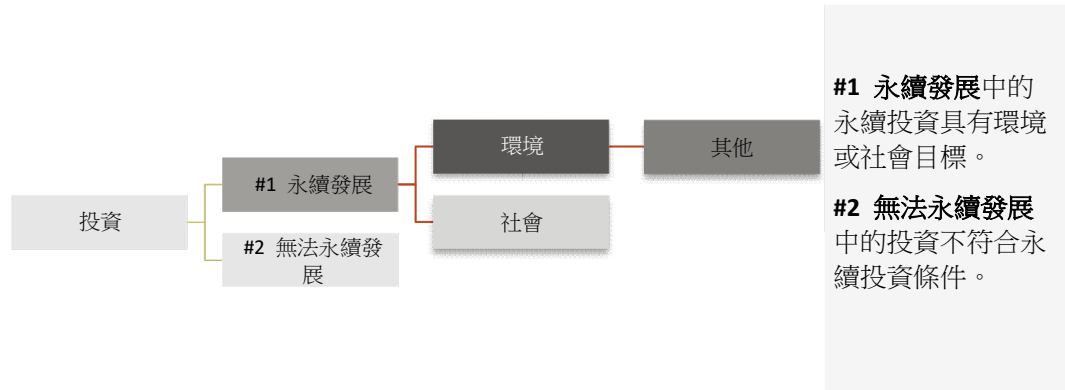 投資
#1 永續發展
#2 無法永續發
展
環境
社會
其他
#1 永續發展中的
永續投資具有環境
或社會目標。
#2 無法永續發展
中的投資不符合永
續投資條件。